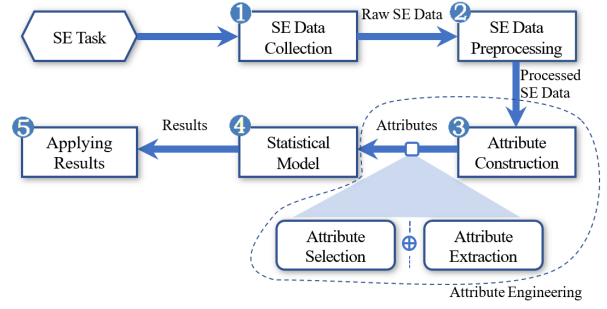 SE Task
1
SE Data
Collection
Raw SE Data
2
SE Data
Preprocessing
Processed
SE Data
5
Applying
Results
Results
4
Statistical
Model
Attributes
3
Attribute
Construction
Attribute
Selection
Attribute
Extraction
Attribute Engineering